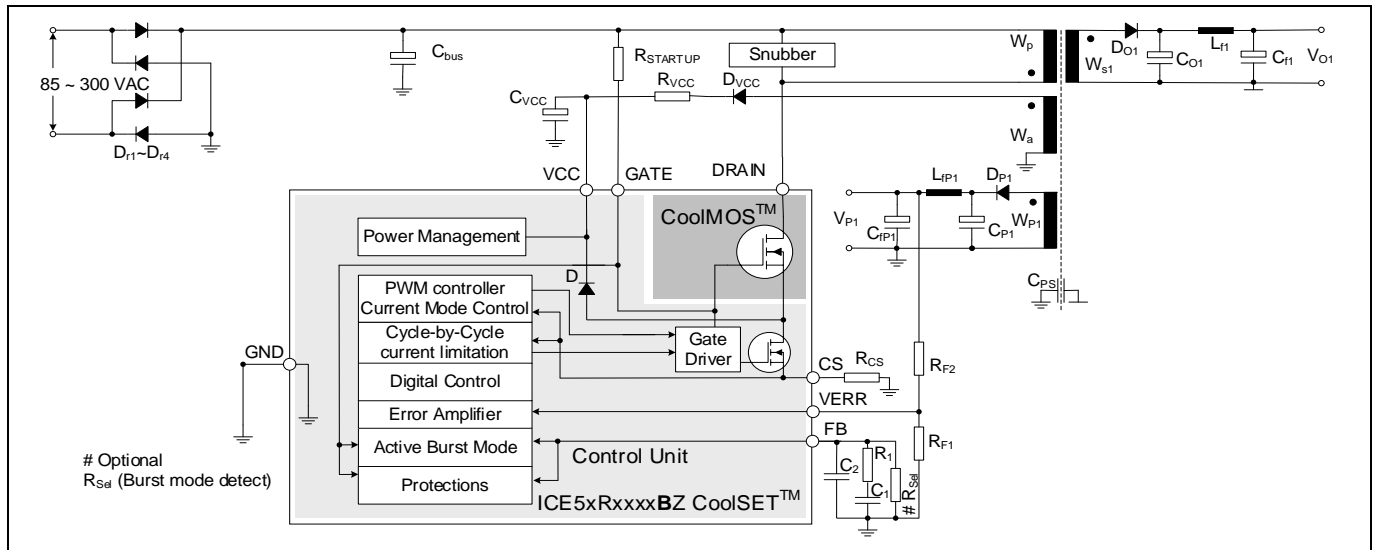 85 ~ 300 VAC
Dr1~Dr4
Cbus
RSTARTUP
Snubber
Wp
Ws1
DO1
CO1
Lf1
Cf1
VO1
CVCC
RVCC
DVCC
Wa
VCC
GATE
DRAIN
LfP1
DP1
VP1
CfP1
CP1
WP1
CPS
CoolMOS™
Power Management
D
PWM controller
Current Mode Control
Cycle-by-Cycle
current limitation
Digital Control
Error Amplifier
Active Burst Mode
Protections
Gate
Driver
GND
CS
RCS
VERR
FB
RF2
RF1
C2
R1
C1
# RSel
Control Unit
ICE5xRxxxxBZ CoolSET™
# Optional
RSel (Burst mode detect)